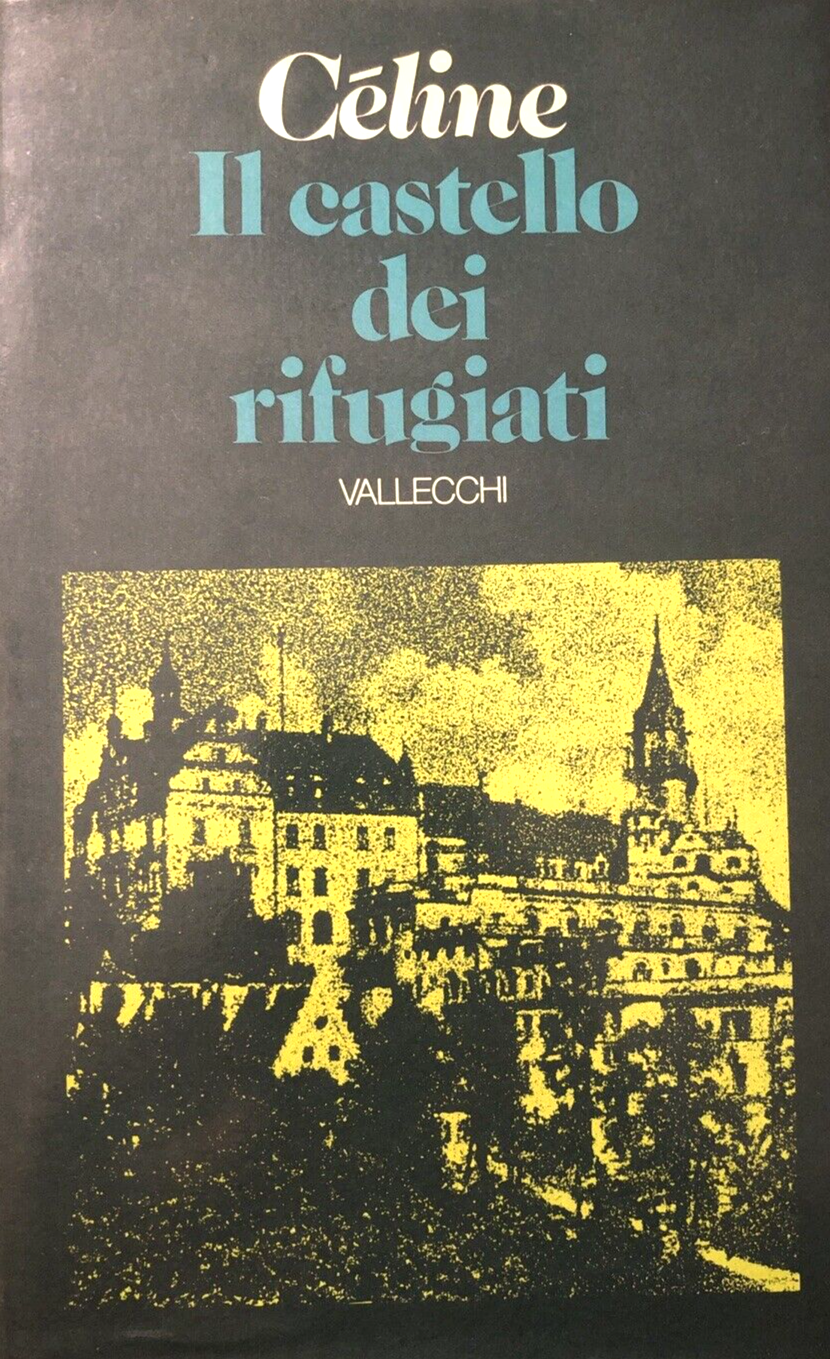 Céline
Il castello
dei
rifugiati
VALLECCHI